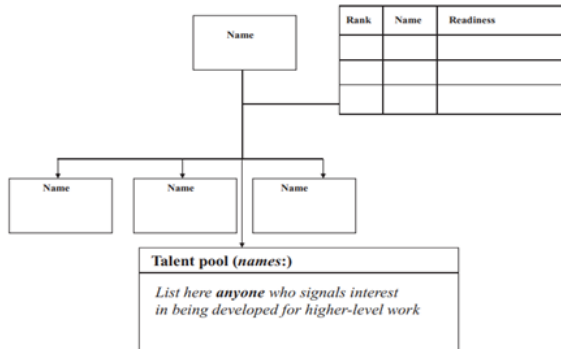 Name
Rank Name Readiness
Name Name Name
Talent pool (names:)
List here anyone who signals interest
in being developed for higher-level work